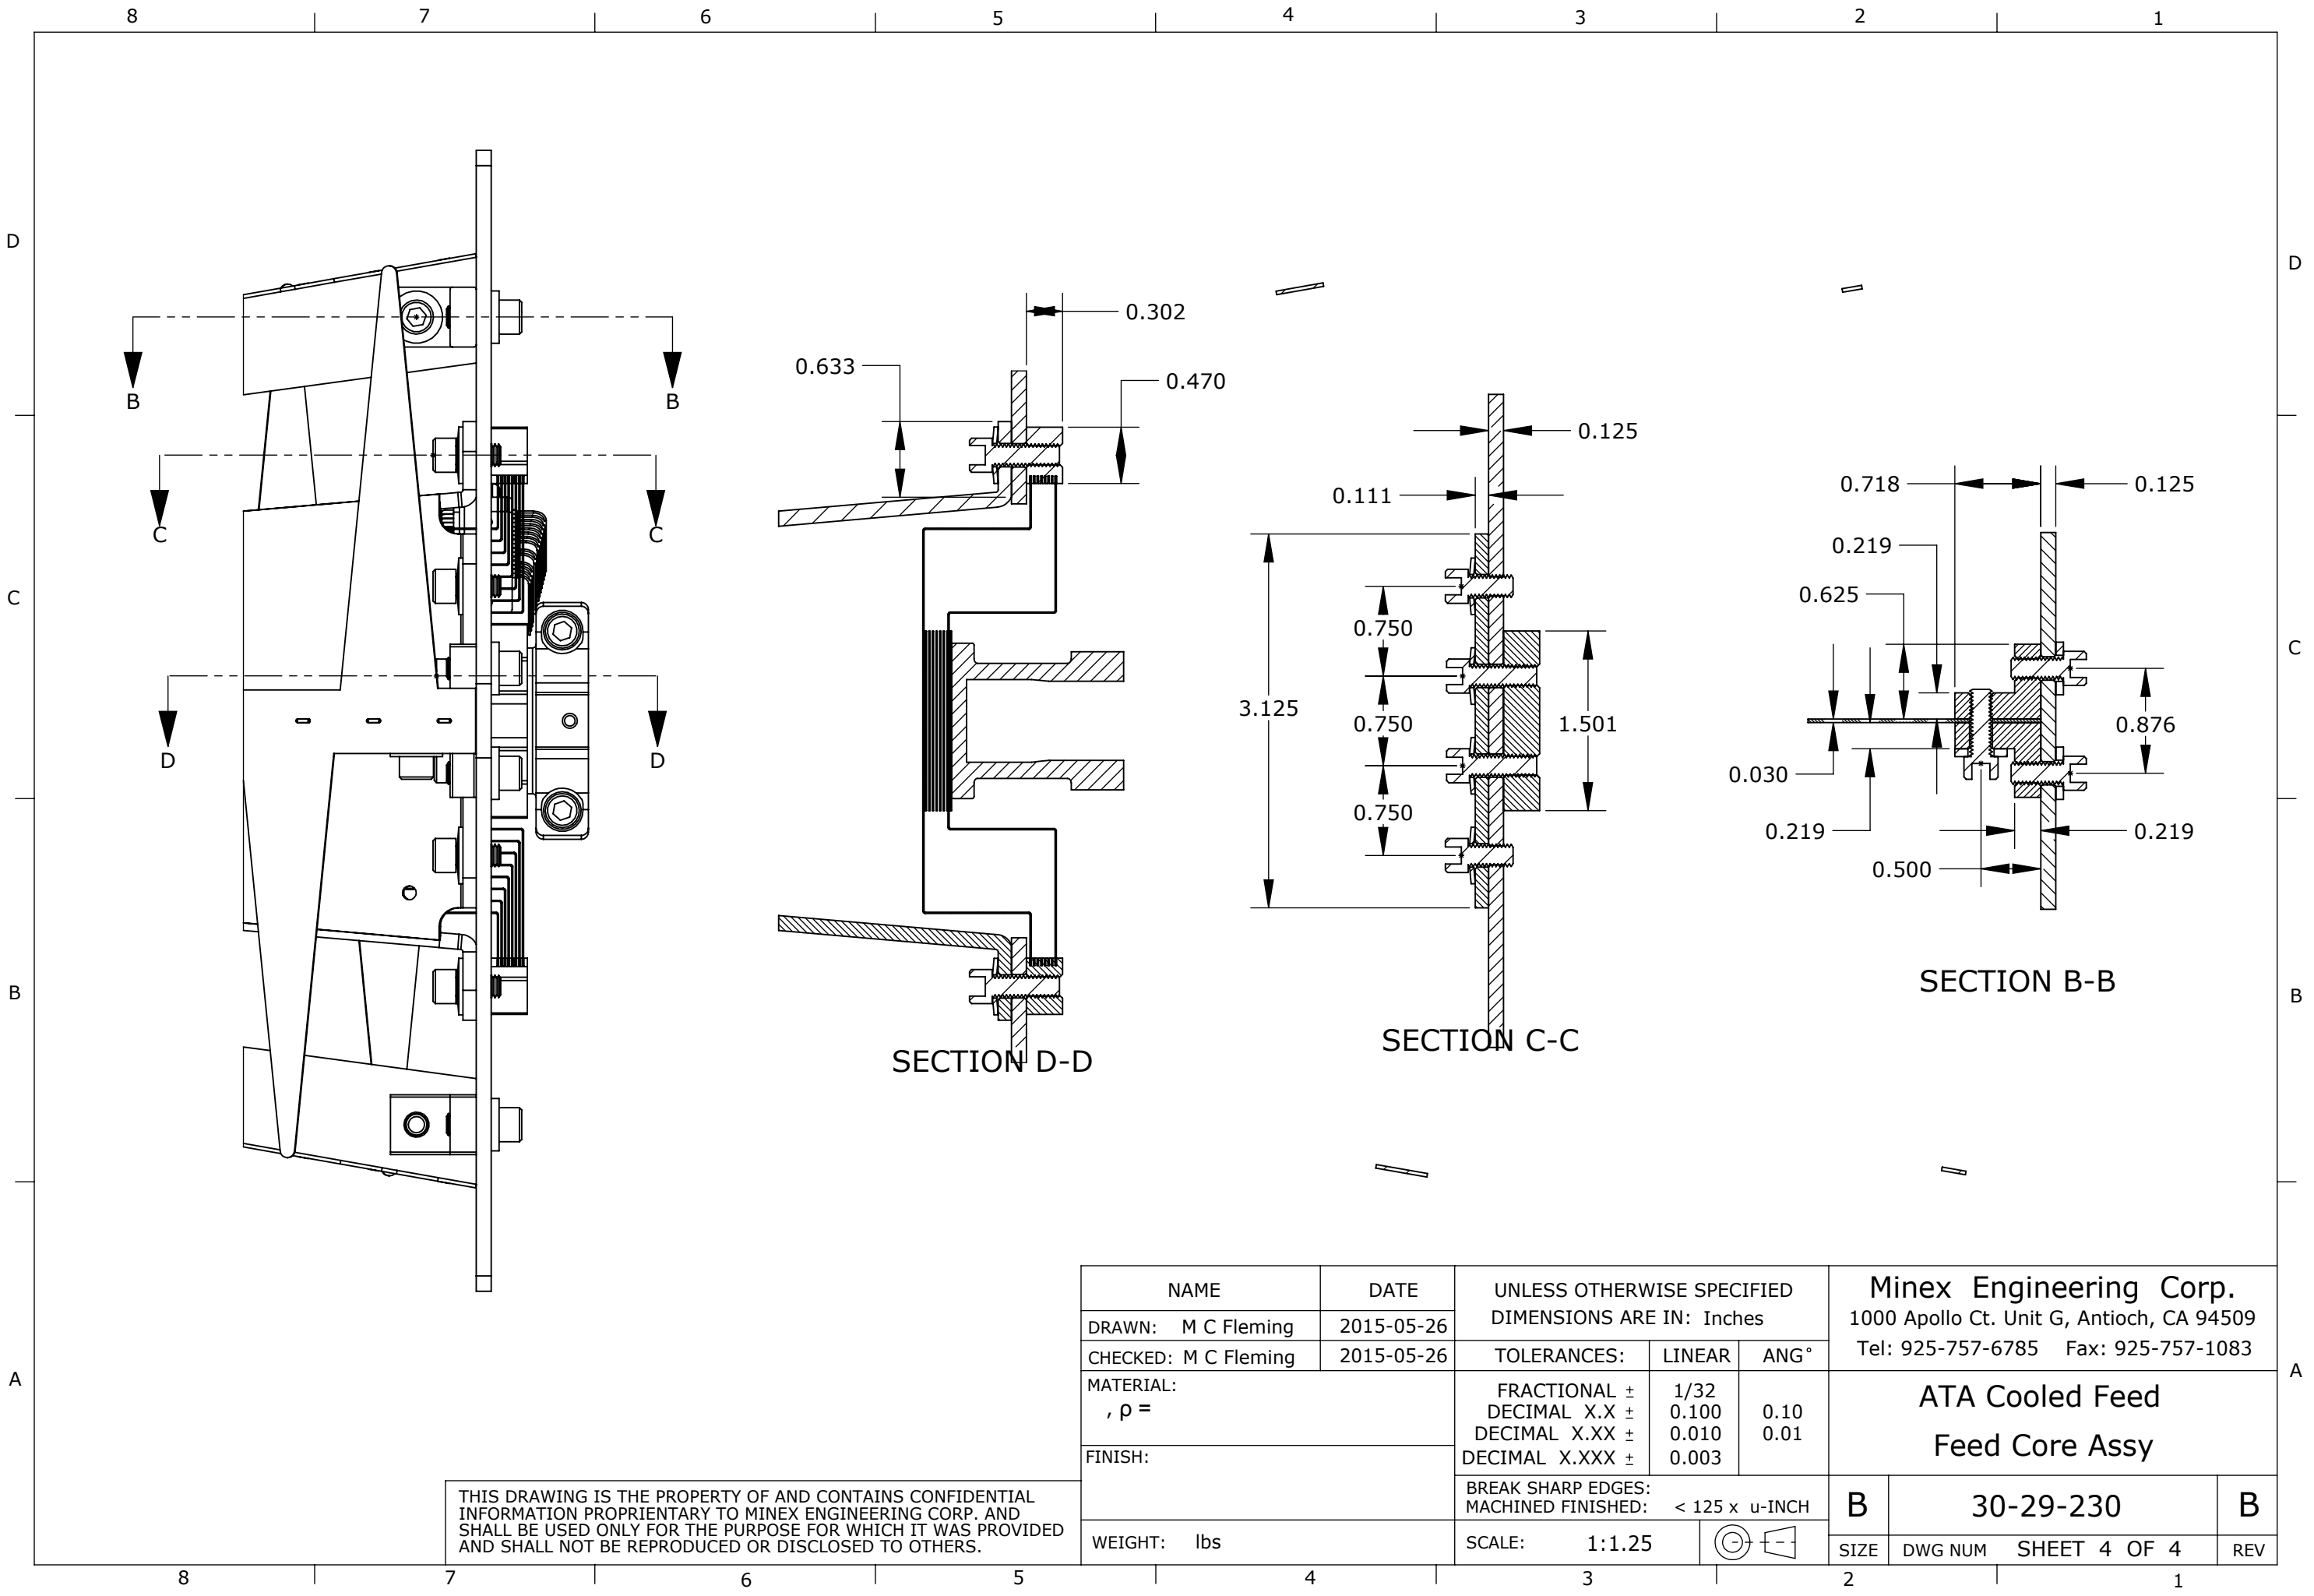 8 7 6 5 4 3 2 1
D
D
C
C
B
B
A
A
B
B
C
C
D
D
0.302
0.633
0.470
SECTION D-D
0.125
0.111
0.750
3.125
0.750
1.501
0.750
SECTION C-C
0.718
0.125
0.219
0.625
0.876
0.030
0.219
0.219
0.500
SECTION B-B
NAME DATE
DRAWN: M C Fleming 2015-05-26
CHECKED: M C Fleming 2015-05-26
MATERIAL:
, ρ =
FINISH:
WEIGHT: lbs
UNLESS OTHERWISE SPECIFIED
DIMENSIONS ARE IN: Inches
TOLERANCES: LINEAR ANG°
FRACTIONAL ± 1/32
DECIMAL X.X ± 0.100 0.10
DECIMAL X.XX ± 0.010 0.01
DECIMAL X.XXX ± 0.003
BREAK SHARP EDGES:
MACHINED FINISHED: < 125 x u-INCH
SCALE: 1:1.25
Minex Engineering Corp.
1000 Apollo Ct. Unit G, Antioch, CA 94509
Tel: 925-757-6785 Fax: 925-757-1083
ATA Cooled Feed
Feed Core Assy
B 30-29-230 B
SIZE DWG NUM SHEET 4 OF 4 REV
THIS DRAWING IS THE PROPERTY OF AND CONTAINS CONFIDENTIAL
INFORMATION PROPRIENTARY TO MINEX ENGINEERING CORP. AND
SHALL BE USED ONLY FOR THE PURPOSE FOR WHICH IT WAS PROVIDED
AND SHALL NOT BE REPRODUCED OR DISCLOSED TO OTHERS.
8 7 6 5 4 3 2 1